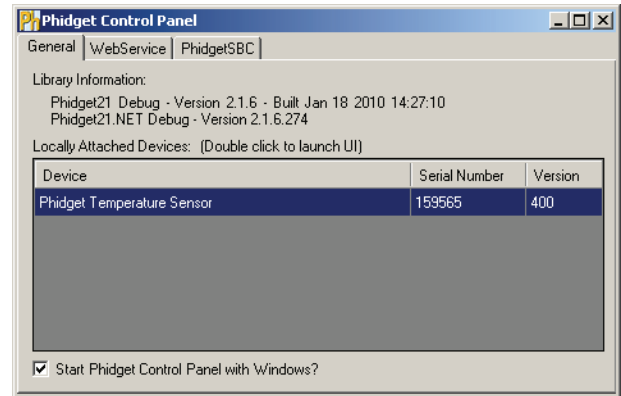 Ph Phidget Control Panel
General WebService PhidgetSBC
Library Information:
Phidget21 Debug - Version 2.1.6 - Built Jan 18 2010 14:27:10
Phidget21.NET Debug - Version 2.1.6.274
Locally Attached Devices: (Double click to launch UI)
Device Serial Number Version
Phidget Temperature Sensor 159565 400
Start Phidget Control Panel with Windows?